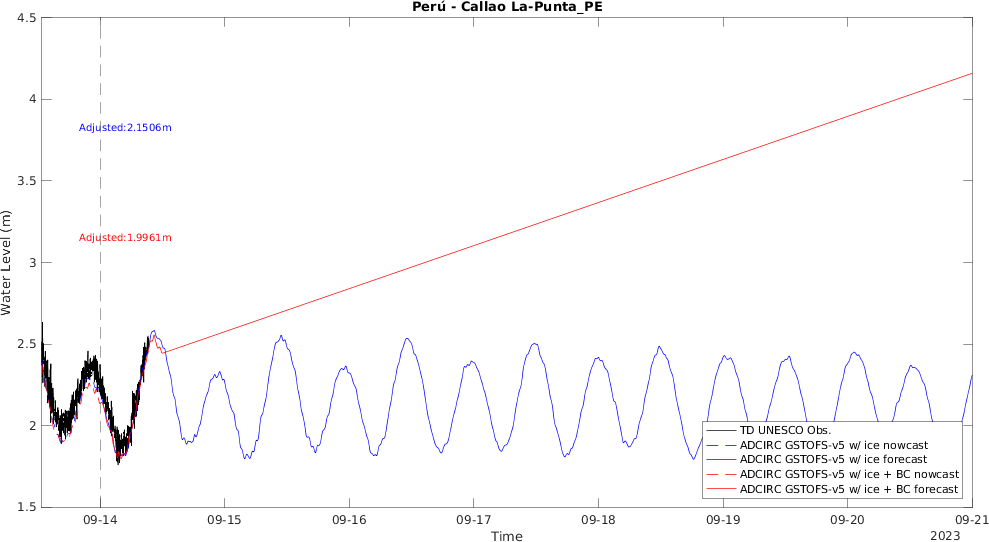 Perú - Callao La-Punta_PE
4.5
4
3.5
3
2.5
2
1.5
Water Level (m)
Adjusted:2.1506m
Adjusted:1.9961m
TD UNESCO Obs.
ADCIRC GSTOFS-v5 w/ ice nowcast
ADCIRC GSTOFS-v5 w/ ice forecast
ADCIRC GSTOFS-v5 w/ ice + BC nowcast
ADCIRC GSTOFS-v5 w/ ice + BC forecast
09-14 09-15 09-16 09-17 09-18 09-19 09-20 09-21
Time
2023